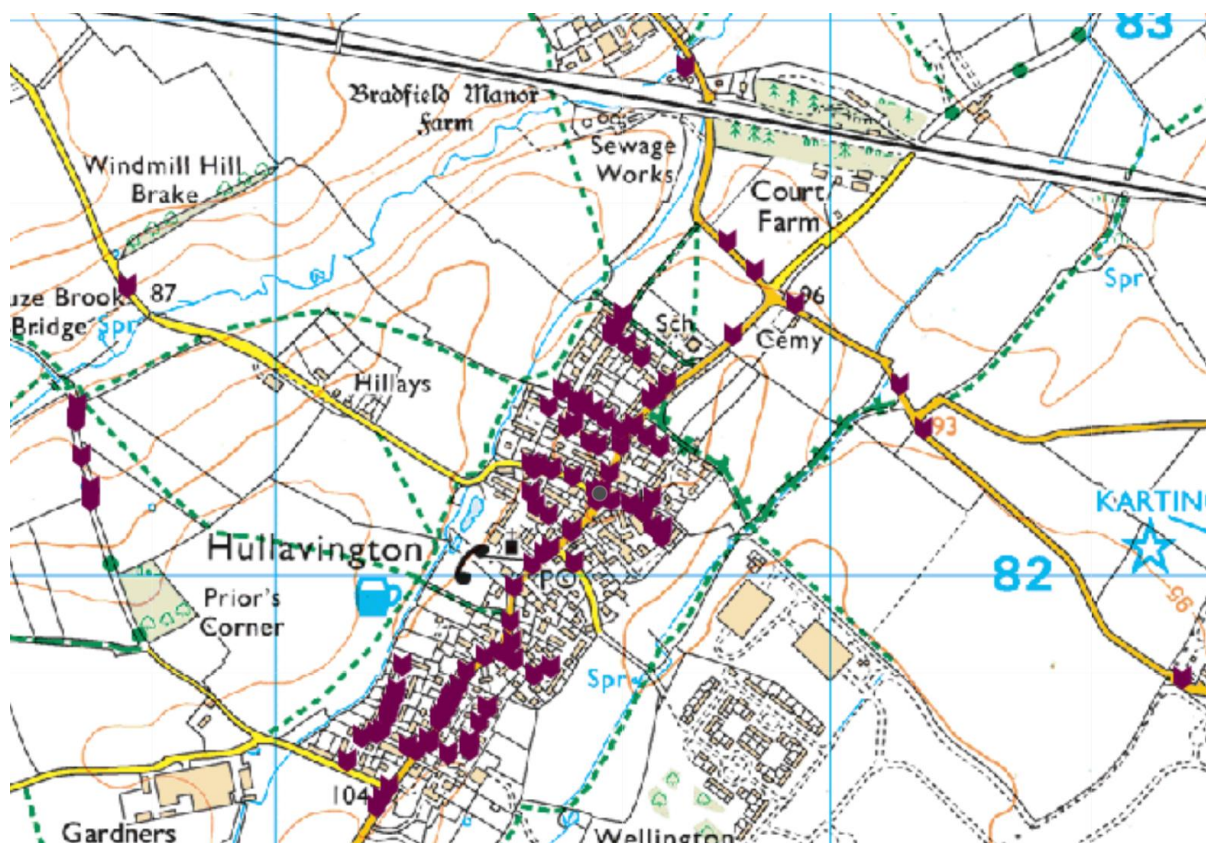 83
Bradfield Manor
Farm
Sewage
Works
Windmill Hill
Brake
Court
Farm
87
uze Brook
Bridge
Spr
Spr
96
Sch
Cemy
Hillays
93
KARTING
Hullavington
PO
82
95
Prior's
Corner
Spr
104
Gardners
Wellington